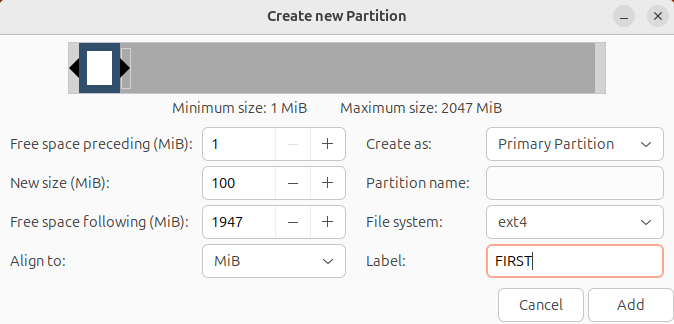 Create new Partition
Minimum size: 1 MiB Maximum size: 2047 MiB
Free space preceding (MiB): 1 − + Create as: Primary Partition
New size (MiB): 100 − + Partition name:
Free space following (MiB): 1947 − + File system: ext4
Align to: MiB Label: FIRST
Cancel Add